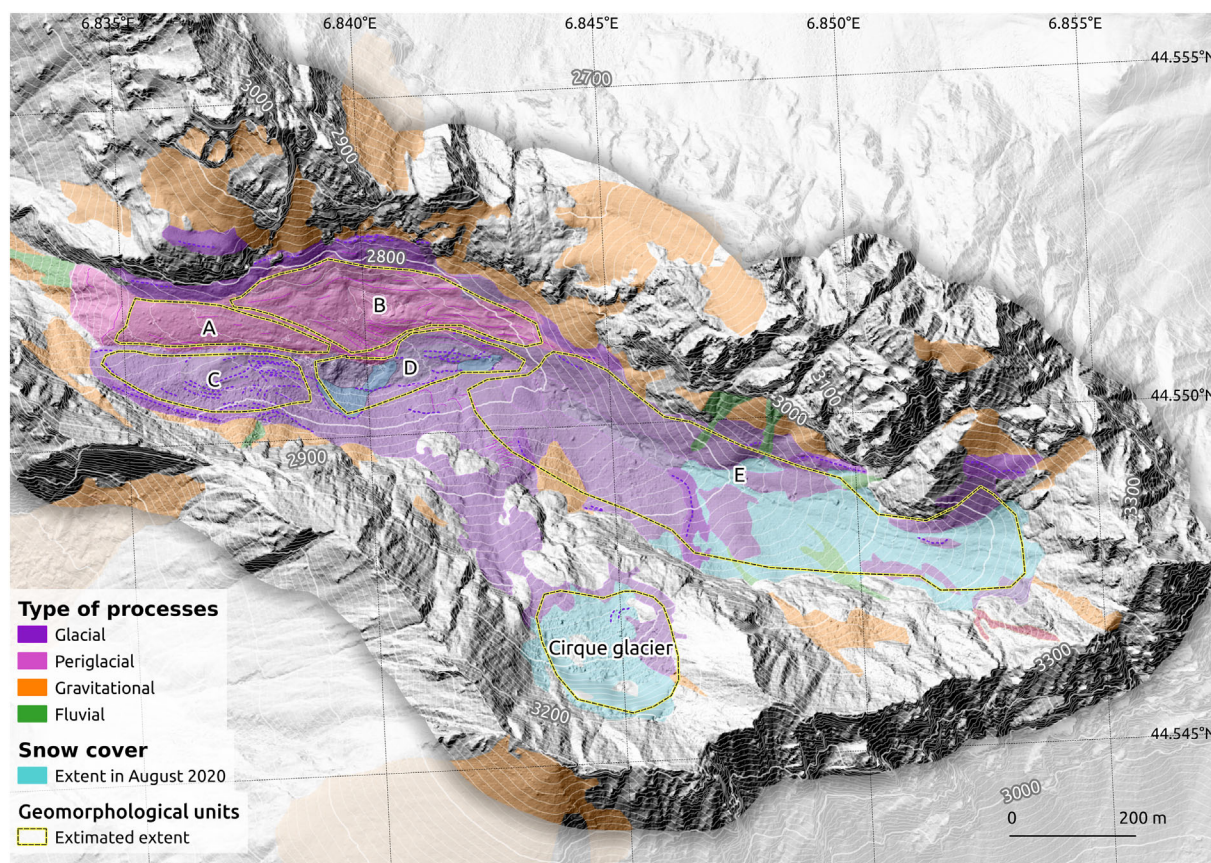 6.835°E
6.840°E
6.845°E
6.850°E
6.855°E
44.555°N
2700
3000
2900
2800
B
A
C
D
3100
3000
44.550°N
2900
E
3300
Cirque glacier
3300
3200
44.545°N
3000
0 200 m
Type of processes
Glacial
Periglacial
Gravitational
Fluvial
Snow cover
Extent in August 2020
Geomorphological units
Extimated extent